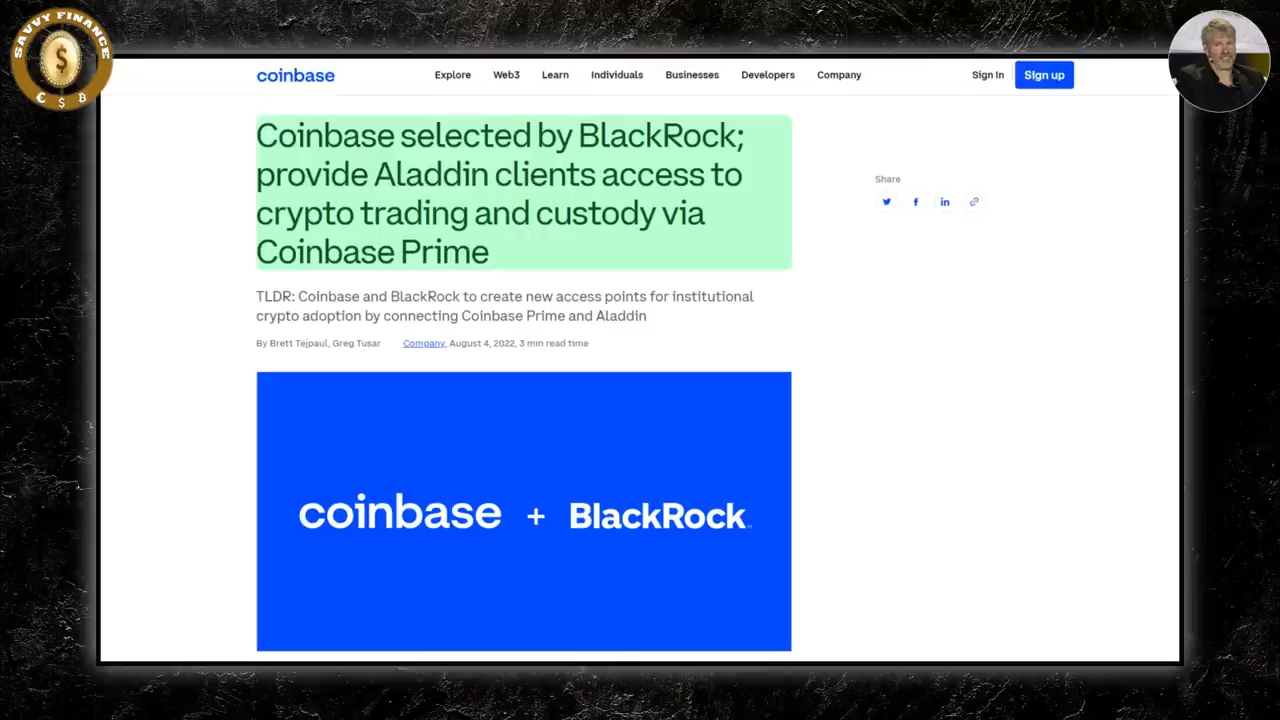 SAVVY FINANCE
$
€ $ B
coinbase
Explore Web3 Learn Individuals Businesses Developers Company
Sign In Sign up
Coinbase selected by BlackRock;
provide Aladdin clients access to
crypto trading and custody via
Coinbase Prime
Share
TLDR: Coinbase and BlackRock to create new access points for institutional
crypto adoption by connecting Coinbase Prime and Aladdin
By Brett Tejpaul, Greg Tusar Company, August 4, 2022, 3 min read time
coinbase + BlackRock